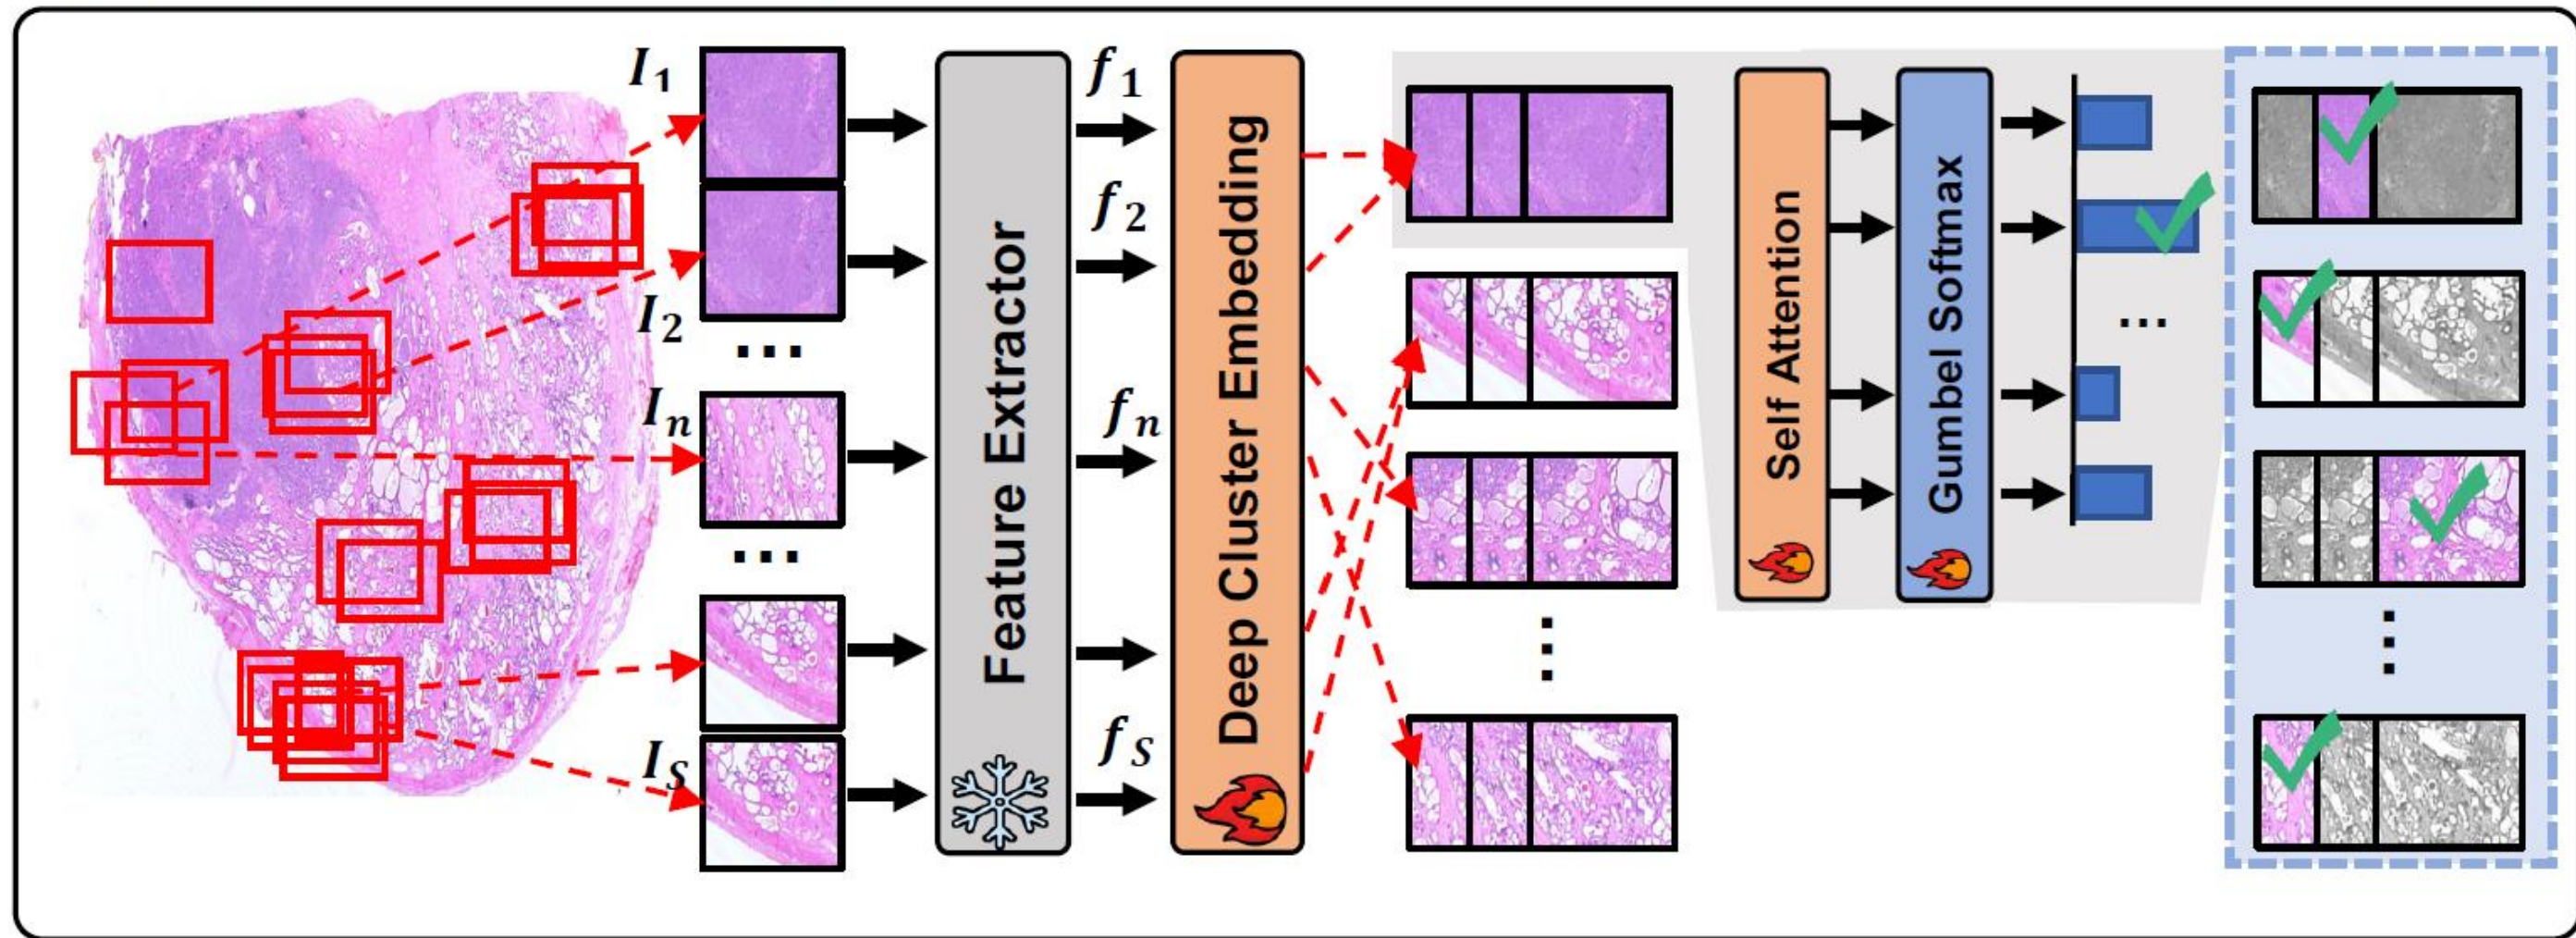 I1
I2
...
In
...
IS
Feature Extractor
f1
f2
fn
fS
Deep Cluster Embedding
...
Self Attention
Gumbel Softmax
...
...